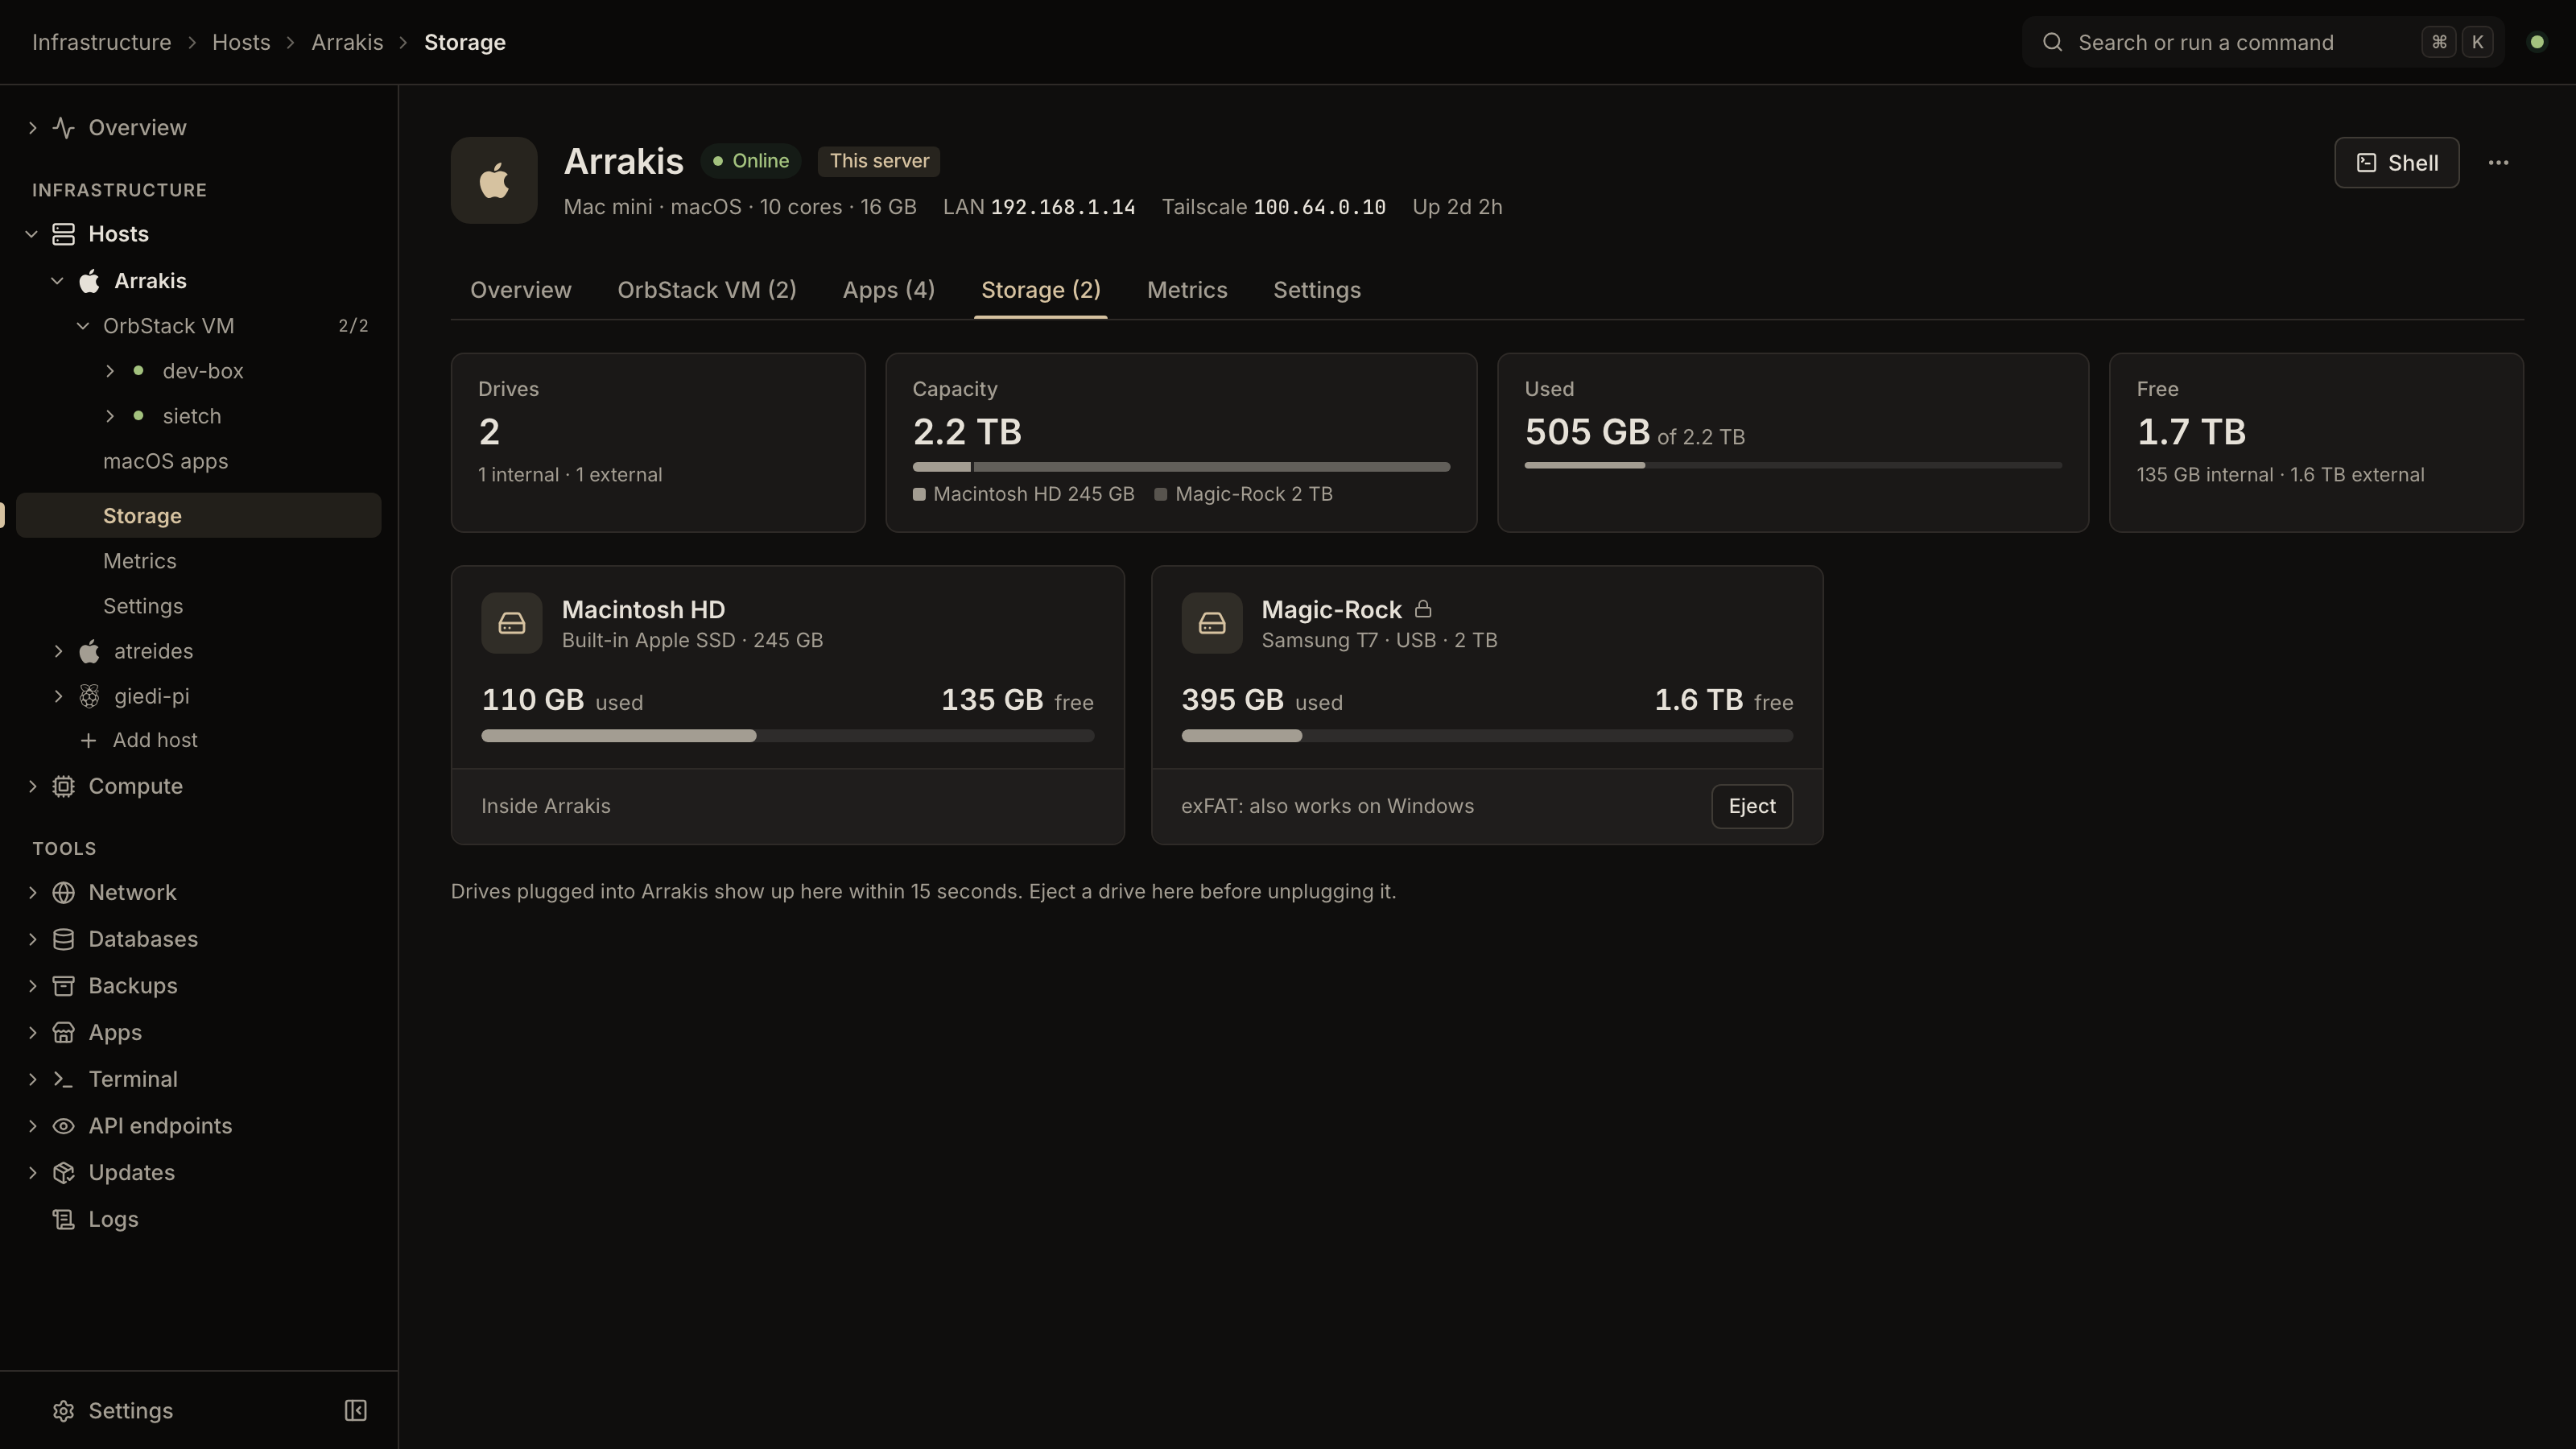 Infrastructure > Hosts > Arrakis > Storage
Search or run a command ⌘ K
Overview
INFRASTRUCTURE
Hosts
Arrakis
OrbStack VM 2/2
dev-box
sietch
macOS apps
Storage
Metrics
Settings
atreides
giedi-pi
+ Add host
Compute
TOOLS
Network
Databases
Backups
Apps
Terminal
API endpoints
Updates
Logs
Settings
Arrakis Online This server
Shell
Mac mini · macOS · 10 cores · 16 GB LAN 192.168.1.14 Tailscale 100.64.0.10 Up 2d 2h
Overview OrbStack VM (2) Apps (4) Storage (2) Metrics Settings
Drives
2
1 internal · 1 external
Capacity
2.2 TB
Macintosh HD 245 GB Magic-Rock 2 TB
Used
505 GB of 2.2 TB
Free
1.7 TB
135 GB internal · 1.6 TB external
Macintosh HD
Built-in Apple SSD · 245 GB
110 GB used 135 GB free
Inside Arrakis
Magic-Rock
Samsung T7 · USB · 2 TB
395 GB used 1.6 TB free
exFAT: also works on Windows Eject
Drives plugged into Arrakis show up here within 15 seconds. Eject a drive here before unplugging it.